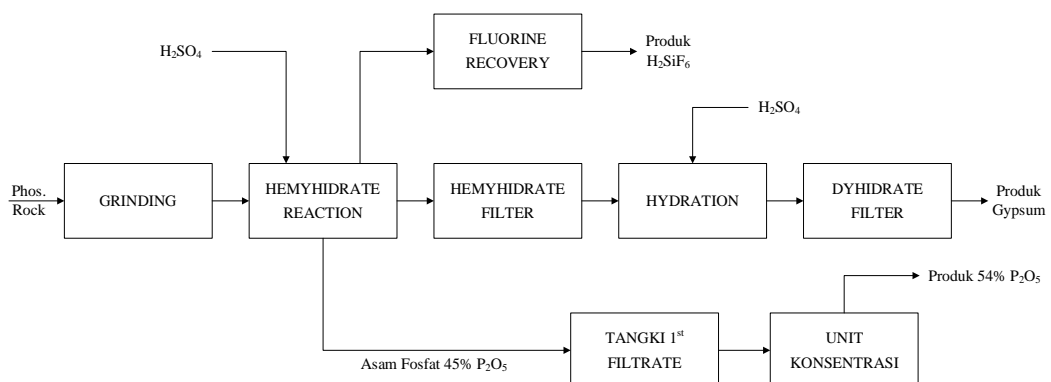 FLUORINE
RECOVERY
Produk
H₂SiF₆
H₂SO₄
H₂SO₄
Phos.
Rock
GRINDING
HEMYHIDRATE
REACTION
HEMYHIDRATE
FILTER
HYDRATION
DYHIDRATE
FILTER
Produk
Gypsum
Produk 54% P₂O₅
Asam Fosfat 45% P₂O₅
TANGKI 1ˢᵗ
FILTRATE
UNIT
KONSENTRASI